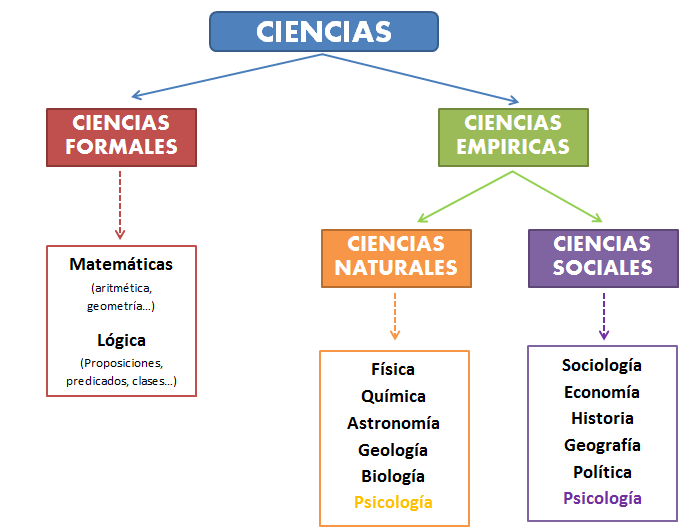 CIENCIAS
CIENCIAS
FORMALES
CIENCIAS
EMPIRICAS
Matemáticas
(aritmética,
geometría...)
Lógica
(Proposiciones,
predicados, clases...)
CIENCIAS
NATURALES
CIENCIAS
SOCIALES
Física
Química
Astronomía
Geología
Biología
Psicología
Sociología
Economía
Historia
Geografía
Política
Psicología